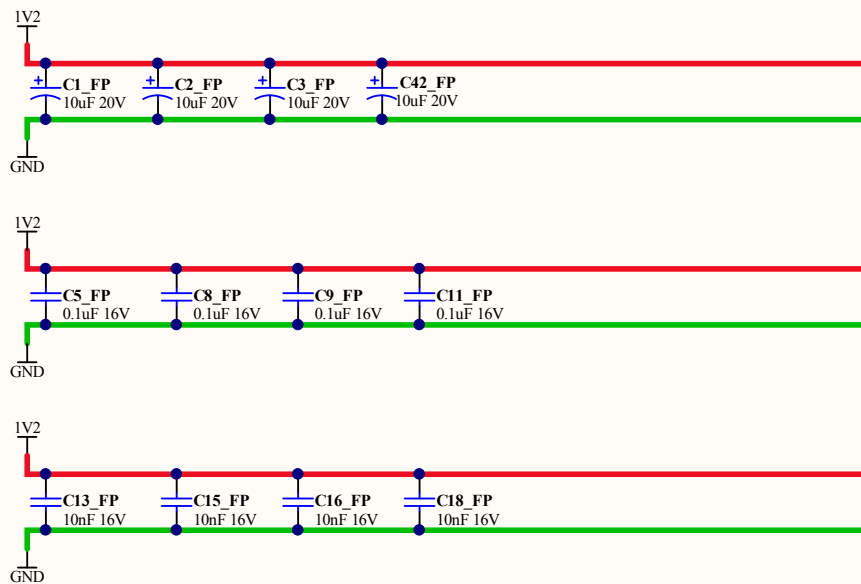 1V2
+ C1_FP + C2_FP + C3_FP + C42_FP
10uF 20V 10uF 20V 10uF 20V 10uF 20V
GND
1V2
C5_FP C8_FP C9_FP C11_FP
0.1uF 16V 0.1uF 16V 0.1uF 16V 0.1uF 16V
GND
1V2
C13_FP C15_FP C16_FP C18_FP
10nF 16V 10nF 16V 10nF 16V 10nF 16V
GND